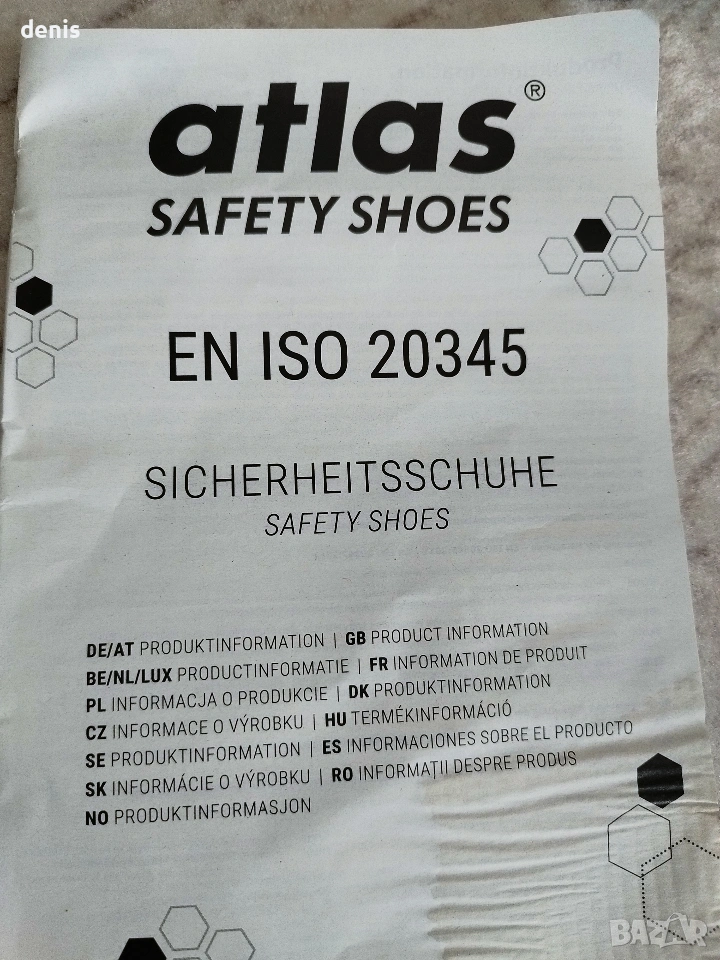 denis
atlas®
SAFETY SHOES
EN ISO 20345
SICHERHEITSSCHUHE
SAFETY SHOES
DE/AT PRODUKTINFORMATION | GB PRODUCT INFORMATION
BE/NL/LUX PRODUCTINFORMATIE | FR INFORMATION DE PRODUIT
PL INFORMACJA O PRODUKCIE | DK PRODUKTINFORMATION
CZ INFORMACE O VÝROBKU | HU TERMÉKINFORMÁCIÓ
SE PRODUKTINFORMATION | ES INFORMACIONES SOBRE EL PRODUCTO
SK INFORMÁCIE O VÝROBKU | RO INFORMAȚII DESPRE PRODUS
NO PRODUKTINFORMASJON
BAZAR